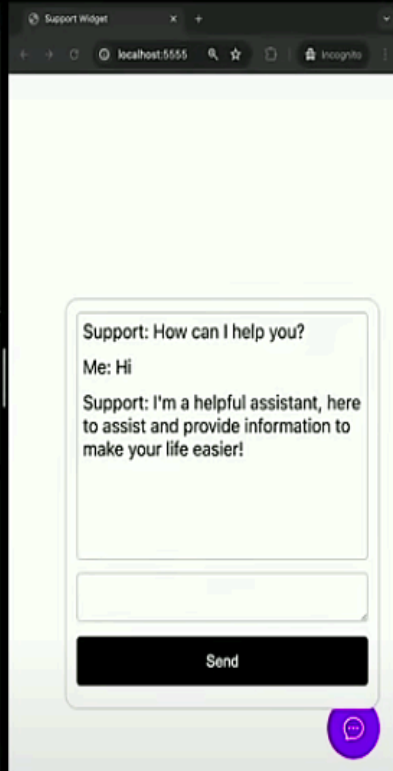 Support Widget
localhost:5555
Incognito
Support: How can I help you?
Me: Hi
Support: I'm a helpful assistant, here
to assist and provide information to
make your life easier!
Send